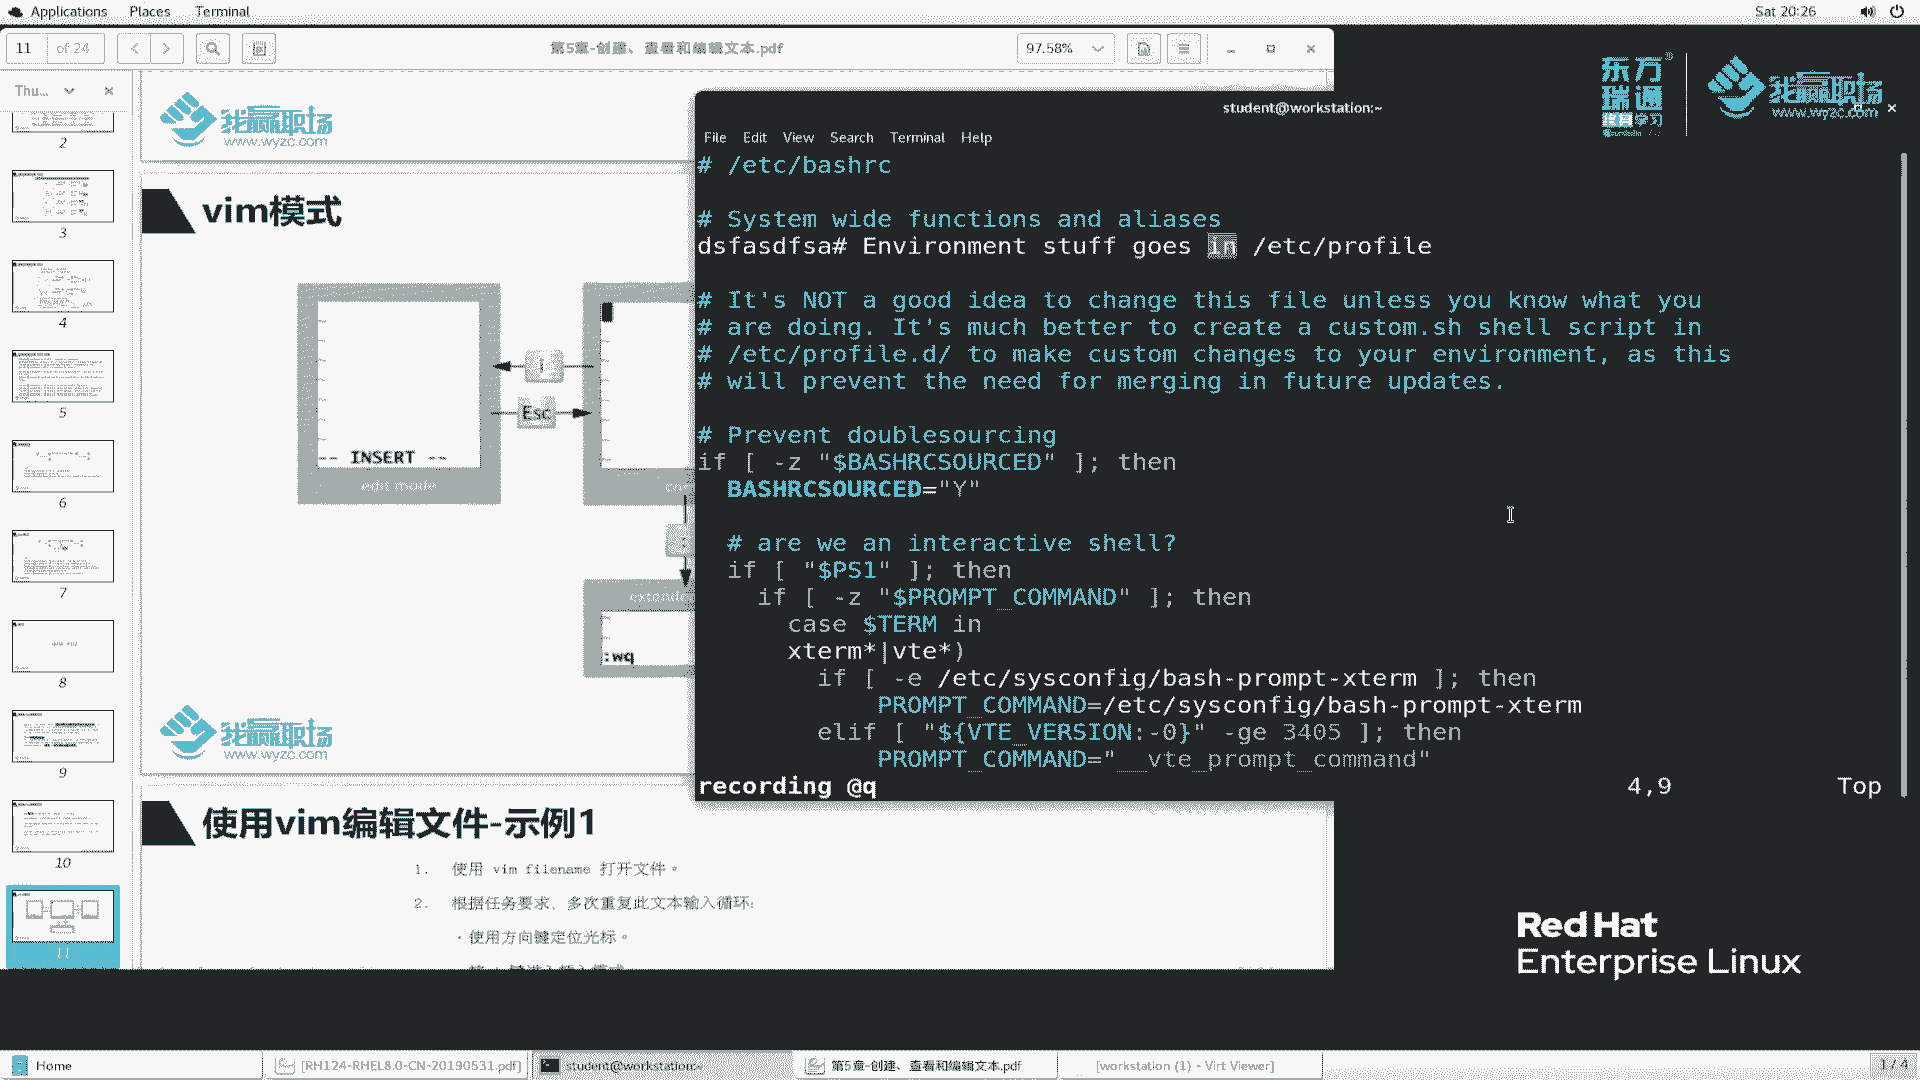 Applications Places Terminal Sat 20:26
11 of 24 第5章-创建、查看和编辑文本.pdf 97.58%
Thu...
2
3
4
5
6
7
8
9
10
11
我赢职场
www.wyzc.com
vim模式
-- INSERT --
edit mode
i
Esc
:
:wq
我赢职场
www.wyzc.com
使用vim编辑文件-示例1
1. 使用 vim filename 打开文件。
2. 根据任务要求、多次重复此文本输入循环:
· 使用方向键定位光标。
student@workstation:~
File Edit View Search Terminal Help
# /etc/bashrc
# System wide functions and aliases
dsfasdfsa# Environment stuff goes in /etc/profile
# It's NOT a good idea to change this file unless you know what you
# are doing. It's much better to create a custom.sh shell script in
# /etc/profile.d/ to make custom changes to your environment, as this
# will prevent the need for merging in future updates.
# Prevent doublesourcing
if [ -z "$BASHRCSOURCED" ]; then
BASHRCSOURCED="Y"
# are we an interactive shell?
if [ "$PS1" ]; then
if [ -z "$PROMPT_COMMAND" ]; then
case $TERM in
xterm*|vte*)
if [ -e /etc/sysconfig/bash-prompt-xterm ]; then
PROMPT_COMMAND=/etc/sysconfig/bash-prompt-xterm
elif [ "${VTE_VERSION:-0}" -ge 3405 ]; then
PROMPT_COMMAND="__vte_prompt_command"
recording @q 4,9 Top
东方瑞通
我赢职场
www.wyzc.com
Red Hat
Enterprise Linux
Home [RH124-RHEL8.0-CN-20190531.pdf] student@workstation:~ 第5章-创建、查看和编辑文本.pdf [workstation (1) - Virt Viewer] 1 / 4